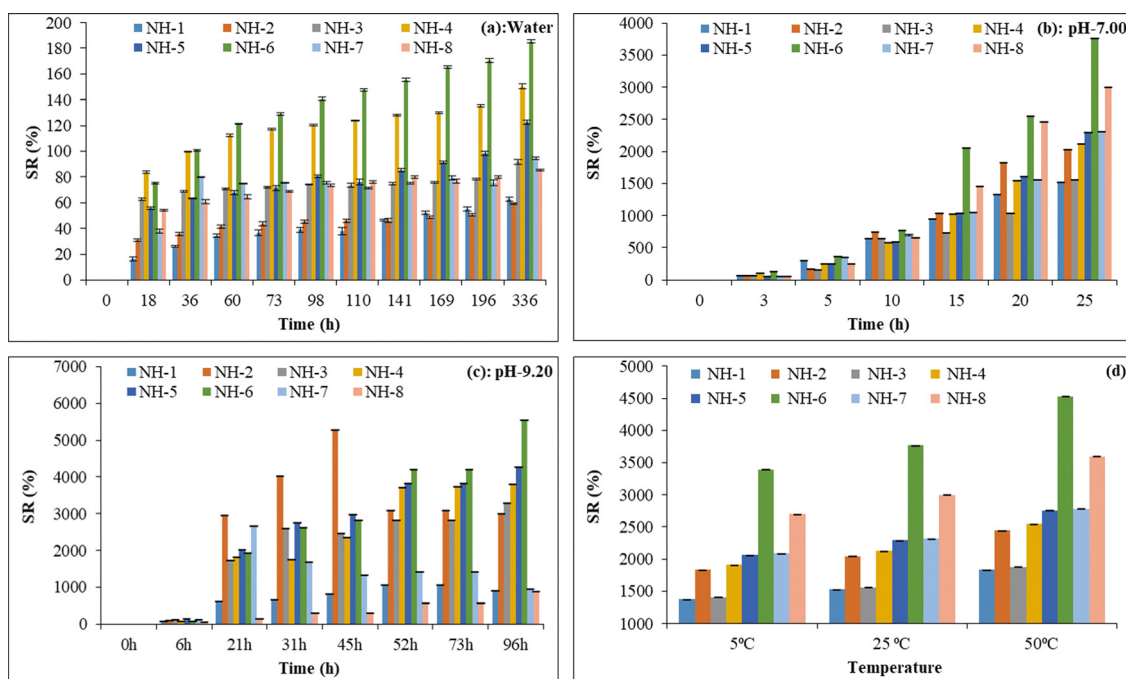 (a):Water
NH-1 NH-2 NH-3 NH-4
NH-5 NH-6 NH-7 NH-8
200
180
160
140
120
100
80
60
40
20
0
SR (%)
0 18 36 60 73 98 110 141 169 196 336
Time (h)
(b): pH-7.00
NH-1 NH-2 NH-3 NH-4
NH-5 NH-6 NH-7 NH-8
4000
3500
3000
2500
2000
1500
1000
500
0
SR (%)
0 3 5 10 15 20 25
Time (h)
(c): pH-9.20
NH-1 NH-2 NH-3 NH-4
NH-5 NH-6 NH-7 NH-8
7000
6000
5000
4000
3000
2000
1000
0
SR (%)
0h 6h 21h 31h 45h 52h 73h 96h
Time (h)
(d)
NH-1 NH-2 NH-3 NH-4
NH-5 NH-6 NH-7 NH-8
5000
4500
4000
3500
3000
2500
2000
1500
1000
SR (%)
5ºC 25 ºC 50ºC
Temperature